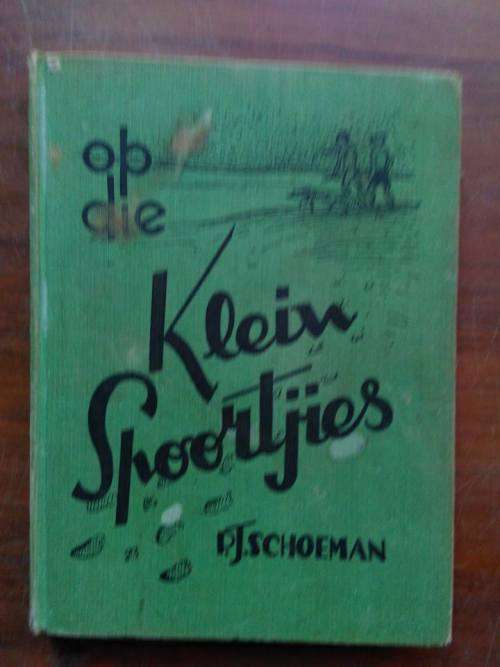 op
die
Klein
Spoortjies
P.J. SCHOEMAN